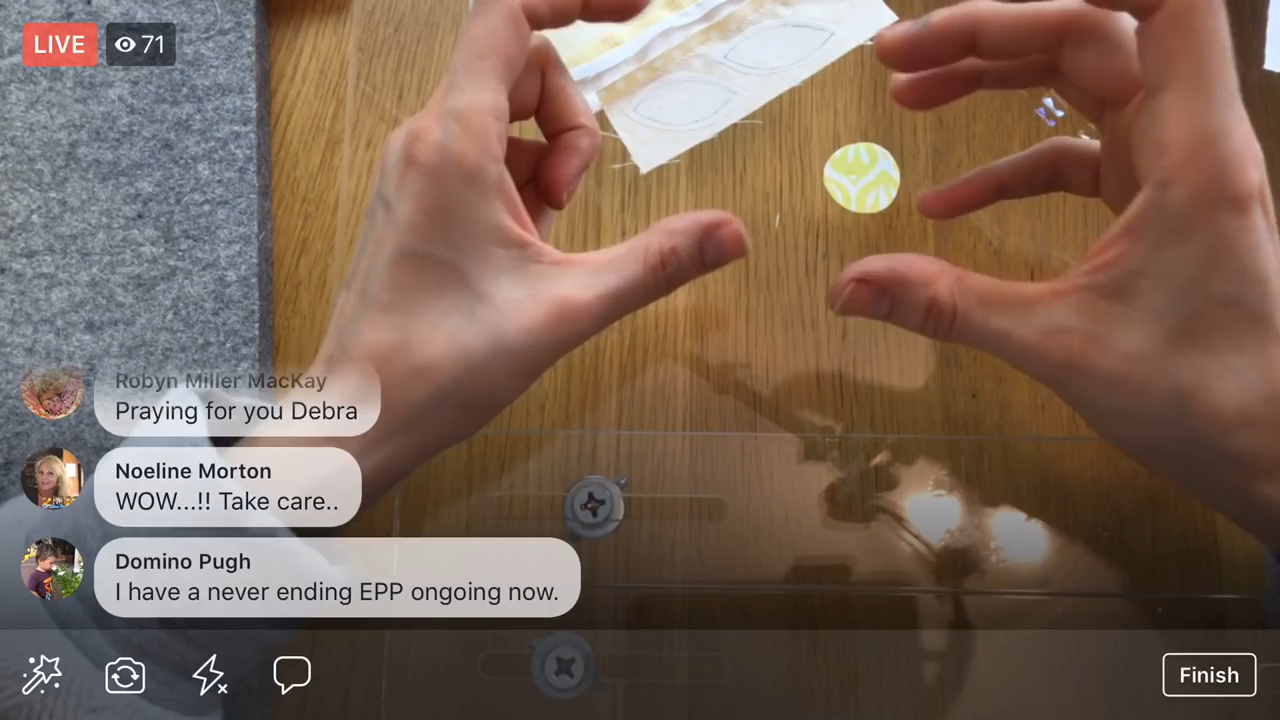 LIVE
71
Robyn Miller MacKay
Praying for you Debra
Noeline Morton
WOW...!! Take care..
Domino Pugh
I have a never ending EPP ongoing now.
Finish